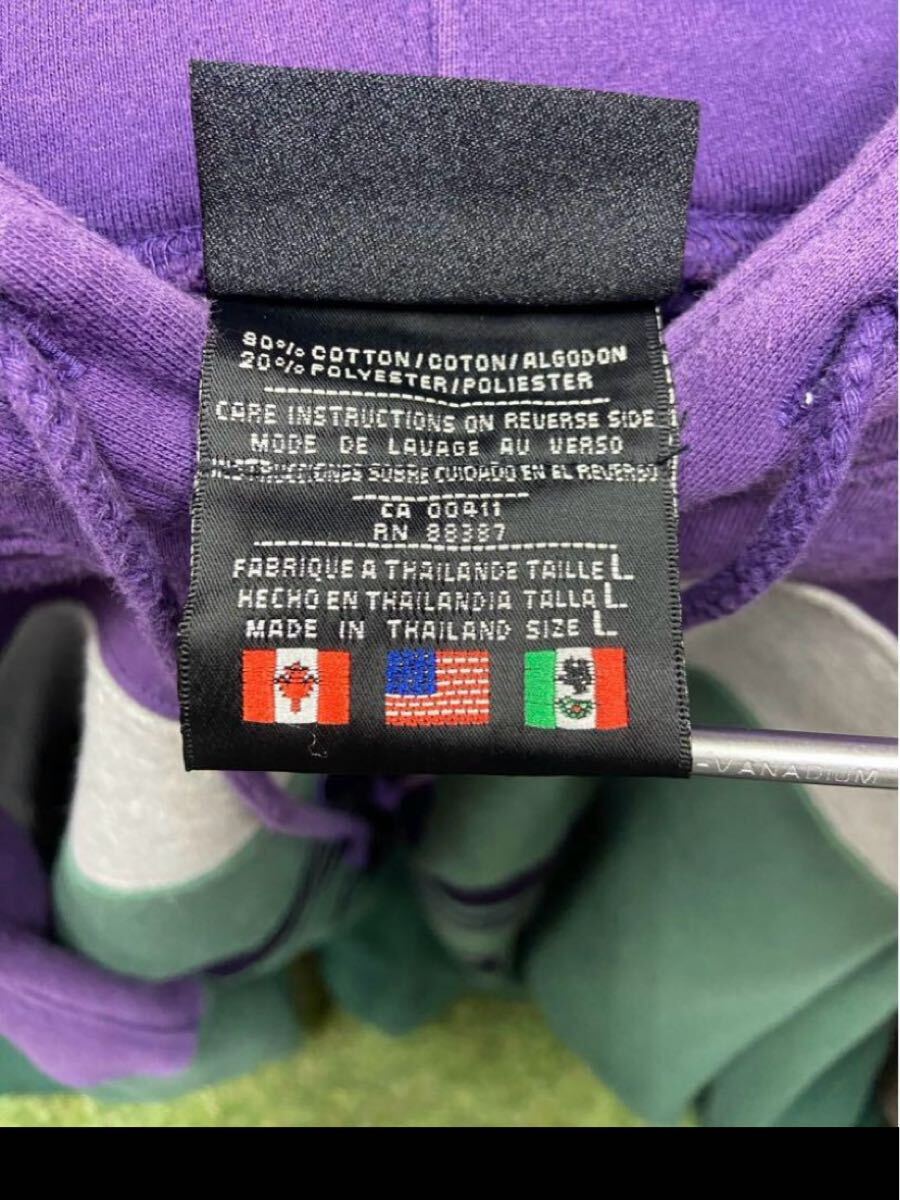 80% COTTON/COTON/ALGODON
20% POLYESTER/POLIESTER
CARE INSTRUCTIONS ON REVERSE SIDE
MODE DE LAVAGE AU VERSO
INSTRUCCIONES SOBRE CUIDADO EN EL REVERSO
CA 00411
RN 88387
FABRIQUE A THAILANDE TAILLE L
HECHO EN THAILANDIA TALLA L
MADE IN THAILAND SIZE L
-VANADIUM